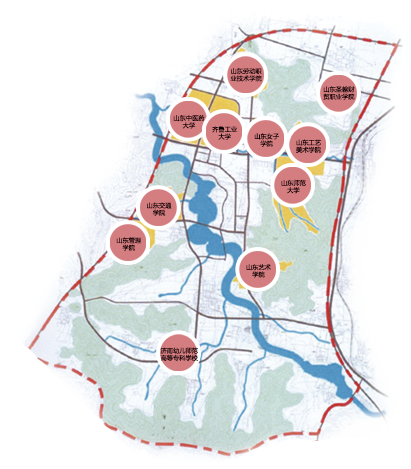 山东劳动职
业技术学院
山东圣翰财
贸职业学院
山东中医药
大学
齐鲁工业
大学
山东女子
学院
山东工艺
美术学院
山东师范
大学
山东交通
学院
山东管理
学院
山东艺术
学院
济南幼儿师范
高等专科学校